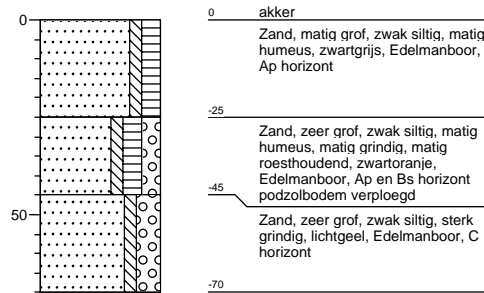 0
0 akker
Zand, matig grof, zwak siltig, matig
humeus, zwartgrijs, Edelmanboor,
Ap horizont
-25
Zand, zeer grof, zwak siltig, matig
humeus, matig grindig, matig
roesthoudend, zwartoranje,
Edelmanboor, Ap en Bs horizont
podzolbodem verploegd
-45
50
Zand, zeer grof, zwak siltig, sterk
grindig, lichtgeel, Edelmanboor, C
horizont
-70